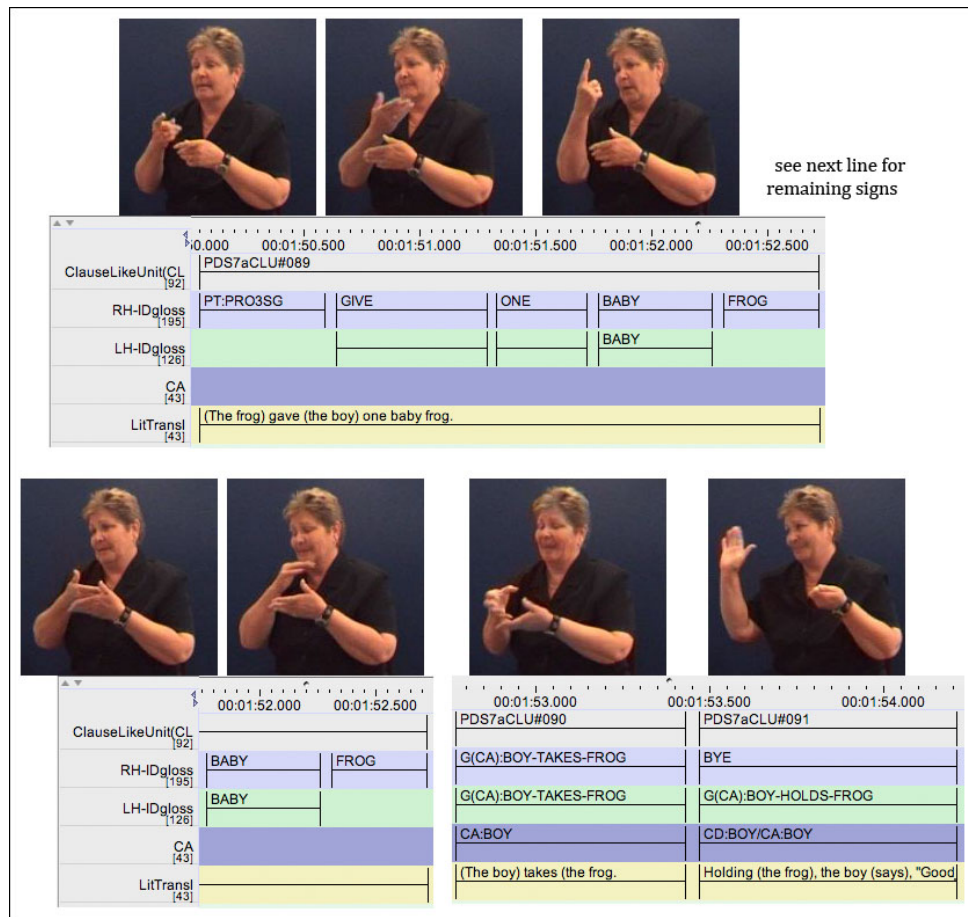 see next line for
remaining signs
50.000 00:01:50.500 00:01:51.000 00:01:51.500 00:01:52.000 00:01:52.500
ClauseLikeUnit(CL
[92]
PDS7aCLU#089
RH-IDgloss
[195]
PT:PRO3SG GIVE ONE BABY FROG
LH-IDgloss
[126]
BABY
CA
[43]
LitTransl
[43]
(The frog) gave (the boy) one baby frog.
00:01:52.000 00:01:52.500
ClauseLikeUnit(CL
[92]
RH-IDgloss
[195]
BABY FROG
LH-IDgloss
[126]
BABY
CA
[43]
LitTransl
[43]
00:01:53.000 00:01:53.500 00:01:54.000
PDS7aCLU#090 PDS7aCLU#091
G(CA):BOY-TAKES-FROG BYE
G(CA):BOY-TAKES-FROG G(CA):BOY-HOLDS-FROG
CA:BOY CD:BOY/CA:BOY
(The boy) takes (the frog. Holding (the frog), the boy (says), "Good